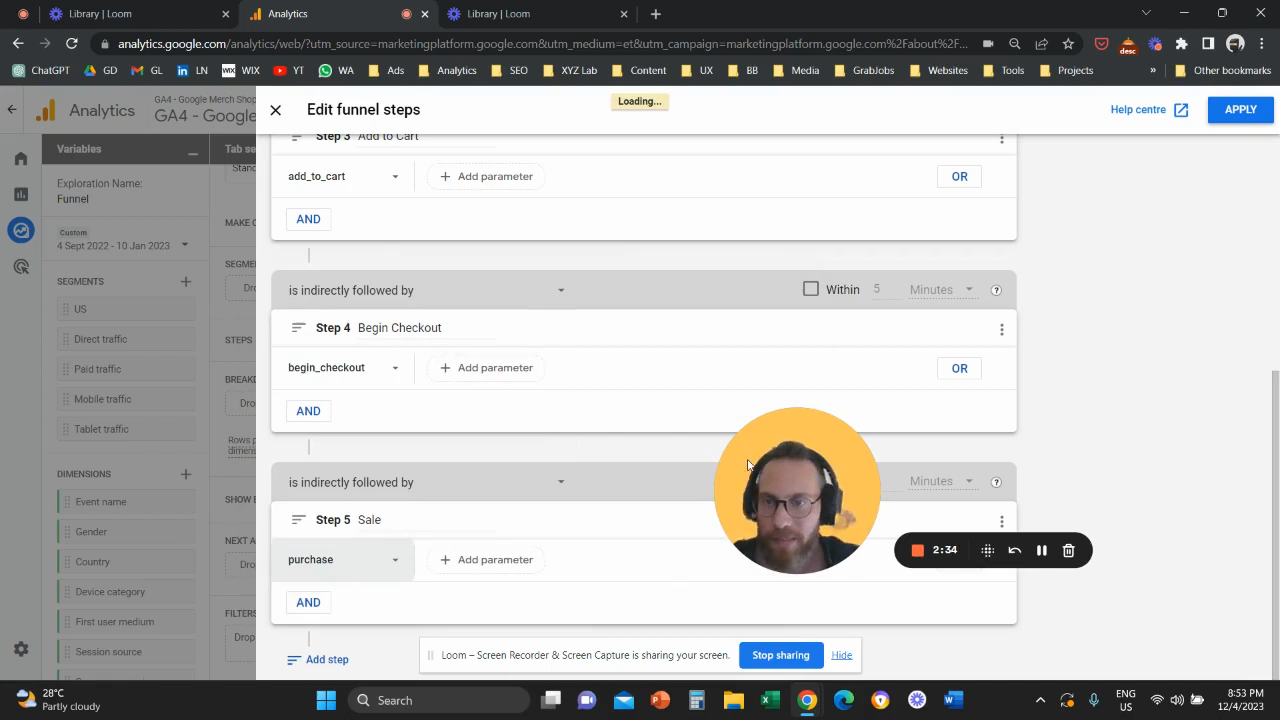 Library | Loom
Analytics
Library | Loom
analytics.google.com/analytics/web/?utm_source=marketingplatform.google.com&utm_medium=et&utm_campaign=marketingplatform.google.com%2Fabout%2F...
ChatGPT
GD
GL
LN
WIX
YT
WA
Ads
Analytics
SEO
XYZ Lab
Content
UX
BB
Media
GrabJobs
Websites
Tools
Projects
»
Other bookmarks
desc
Analytics
GA4 - Google Merch Shop
GA4 - Google
Edit funnel steps
Loading...
Help centre
APPLY
Variables
Tab se
Exploration Name:
Funnel
Custom
4 Sept 2022 - 10 Jan 2023
SEGMENTS
US
Direct traffic
Paid traffic
Mobile traffic
Tablet traffic
DIMENSIONS
Event name
Gender
Country
Device category
First user medium
Session source
Stand
MAKE O
SEGME
Dro
STEPS
BREAKD
Dro
Rows p
dimens
SHOW E
NEXT A
Dro
FILTERS
Drop
Step 3 Add to Cart
add_to_cart
Add parameter
OR
AND
is indirectly followed by
Within 5 Minutes
Step 4 Begin Checkout
begin_checkout
Add parameter
OR
AND
is indirectly followed by
Minutes
Step 5 Sale
purchase
Add parameter
AND
Add step
2:34
Loom – Screen Recorder & Screen Capture is sharing your screen.
Stop sharing
Hide
28°C
Partly cloudy
Search
ENG
US
8:53 PM
12/4/2023